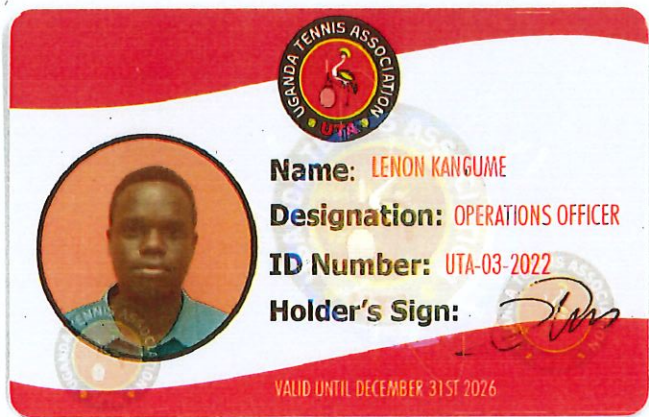 UGANDA TENNIS ASSOCIATION
UTA
Name: LENON KANGUME
Designation: OPERATIONS OFFICER
ID Number: UTA-03-2022
Holder's Sign:
VALID UNTIL DECEMBER 31ST 2026